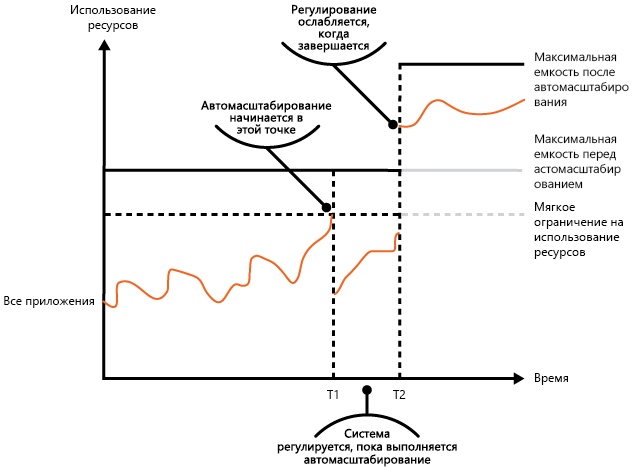 Использование
ресурсов
Регулирование
ослабляется,
когда
завершается
Максимальная
емкость после
автомасштабиро
вания
Автомасштабирование
начинается в
этой точке
Максимальная
емкость перед
астомасштабир
ованием
Мягкое
ограничение на
использование
ресурсов
Все приложения
Время
T1
T2
Система
регулируется, пока выполняется
автомасштабирование